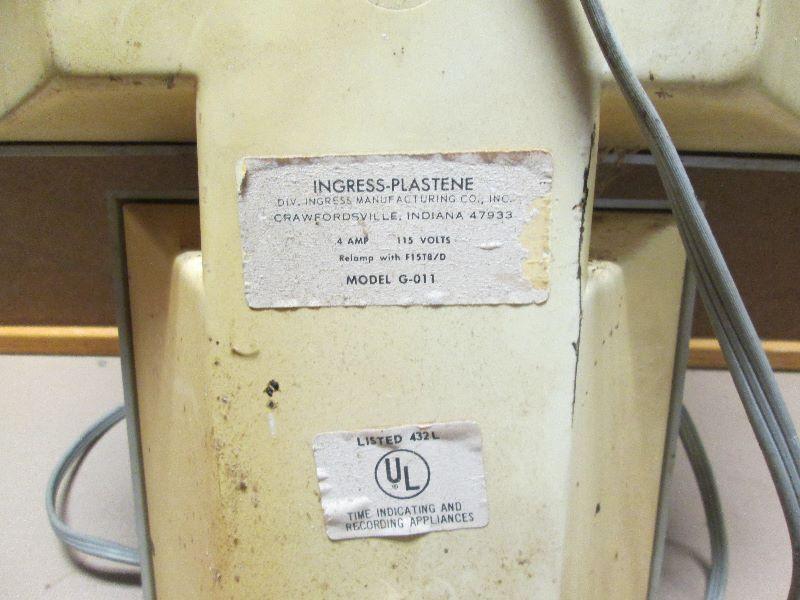 INGRESS-PLASTENE
DIV. INGRESS MANUFACTURING CO., INC.
CRAWFORDSVILLE, INDIANA 47933
.4 AMP 115 VOLTS
Relamp with F15T8/D
MODEL G-011
LISTED 432L
UL
®
TIME INDICATING AND
RECORDING APPLIANCES